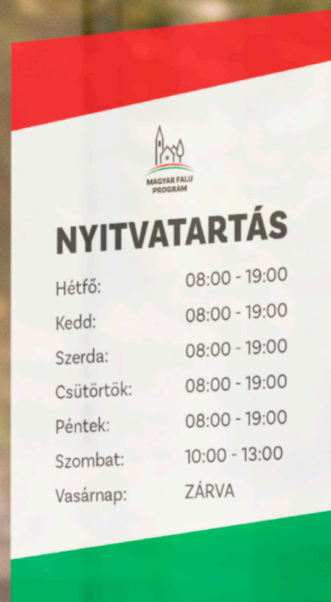 MAGYAR FALU
PROGRAM
NYITVATARTÁS
Hétfő: 08:00 - 19:00
Kedd: 08:00 - 19:00
Szerda: 08:00 - 19:00
Csütörtök: 08:00 - 19:00
Péntek: 08:00 - 19:00
Szombat: 10:00 - 13:00
Vasárnap: ZÁRVA